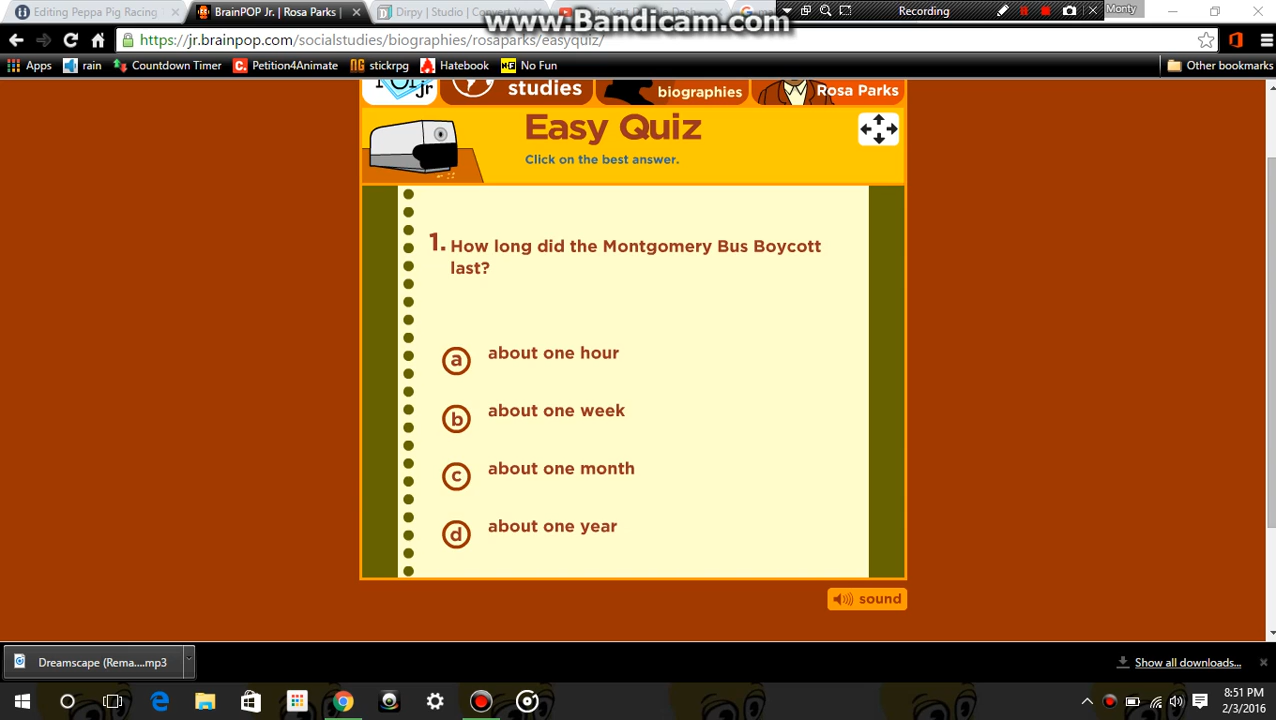 Editing Peppa Pig Racing
BrainPOP Jr. | Rosa Parks |
Dirpy | Studio | Convert
www.Bandicam.com
Recording
Monty
https://jr.brainpop.com/socialstudies/biographies/rosaparks/easyquiz/
Apps
rain
Countdown Timer
Petition4Animate
stickrpg
Hatebook
No Fun
Other bookmarks
jr
studies
biographies
Rosa Parks
Easy Quiz
Click on the best answer.
1. How long did the Montgomery Bus Boycott
last?
a about one hour
b about one week
c about one month
d about one year
sound
Dreamscape (Rema....mp3
Show all downloads...
8:51 PM
2/3/2016